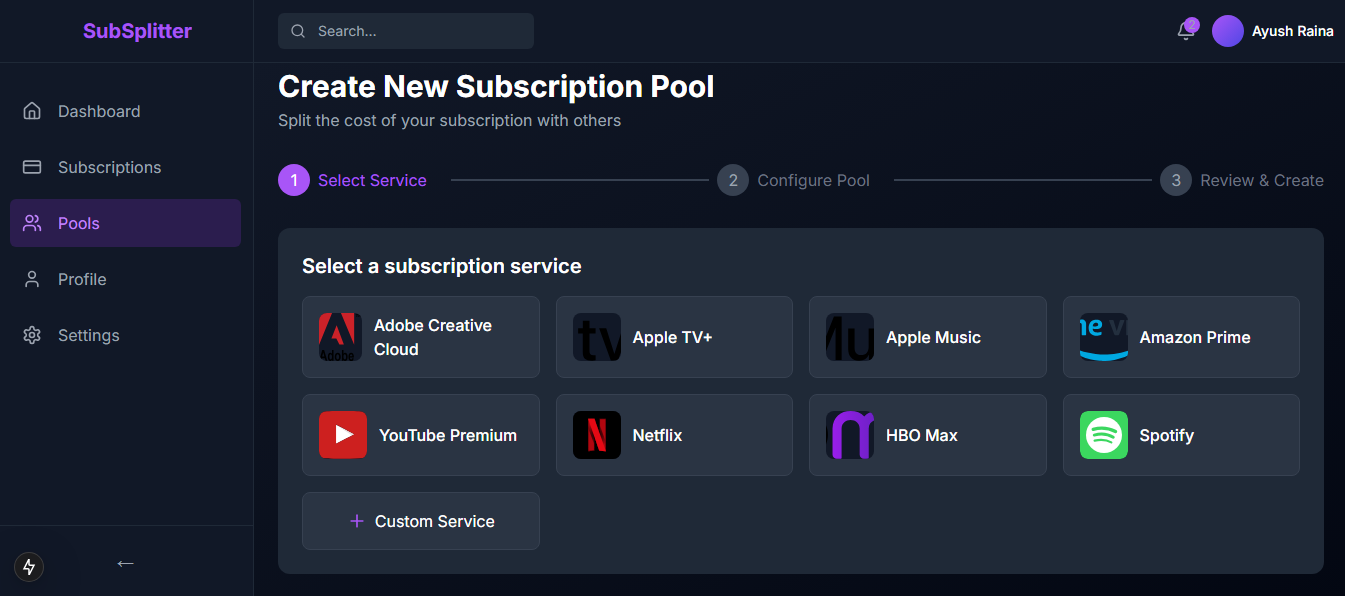 SubSplitter
Search...
2
Ayush Raina
Dashboard
Subscriptions
Pools
Profile
Settings
←
Create New Subscription Pool
Split the cost of your subscription with others
1 Select Service
2 Configure Pool
3 Review & Create
Select a subscription service
Adobe
Adobe Creative
Cloud
tv
Apple TV+
Mu
Apple Music
me vi
Amazon Prime
YouTube Premium
N
Netflix
HBO Max
Spotify
+ Custom Service